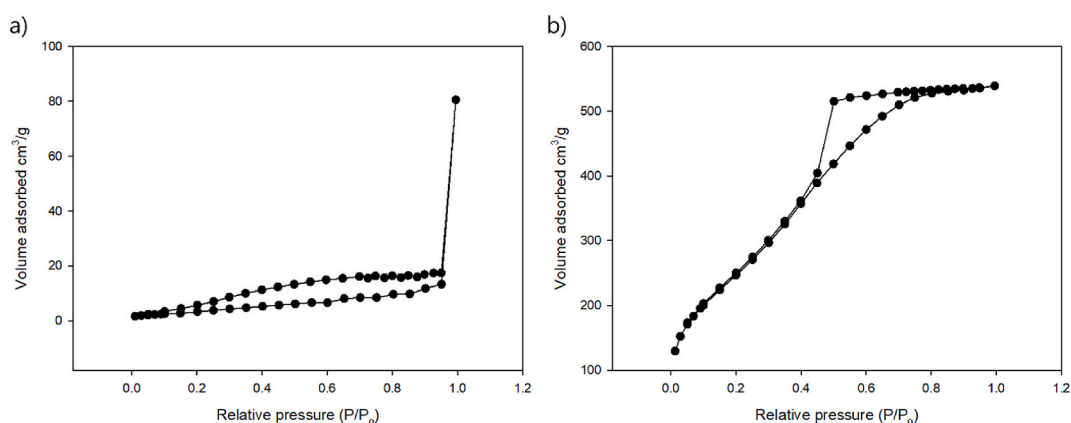 a)
100
80
60
40
20
0
Volume adsorbed cm³/g
0.0 0.2 0.4 0.6 0.8 1.0 1.2
Relative pressure (P/Pₒ)
b)
600
500
400
300
200
100
Volume adsorbed cm³/g
0.0 0.2 0.4 0.6 0.8 1.0 1.2
Relative pressure (P/Pₒ)